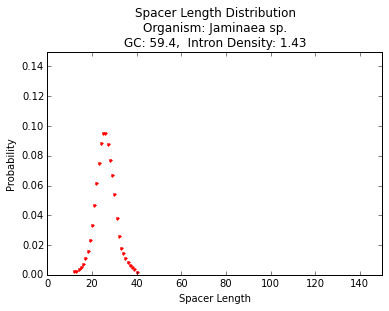 Spacer Length Distribution
Organism: Jaminaea sp.
GC: 59.4,  Intron Density: 1.43
0.14
0.12
0.10
0.08
0.06
0.04
0.02
0.00
Probability
0 20 40 60 80 100 120 140
Spacer Length